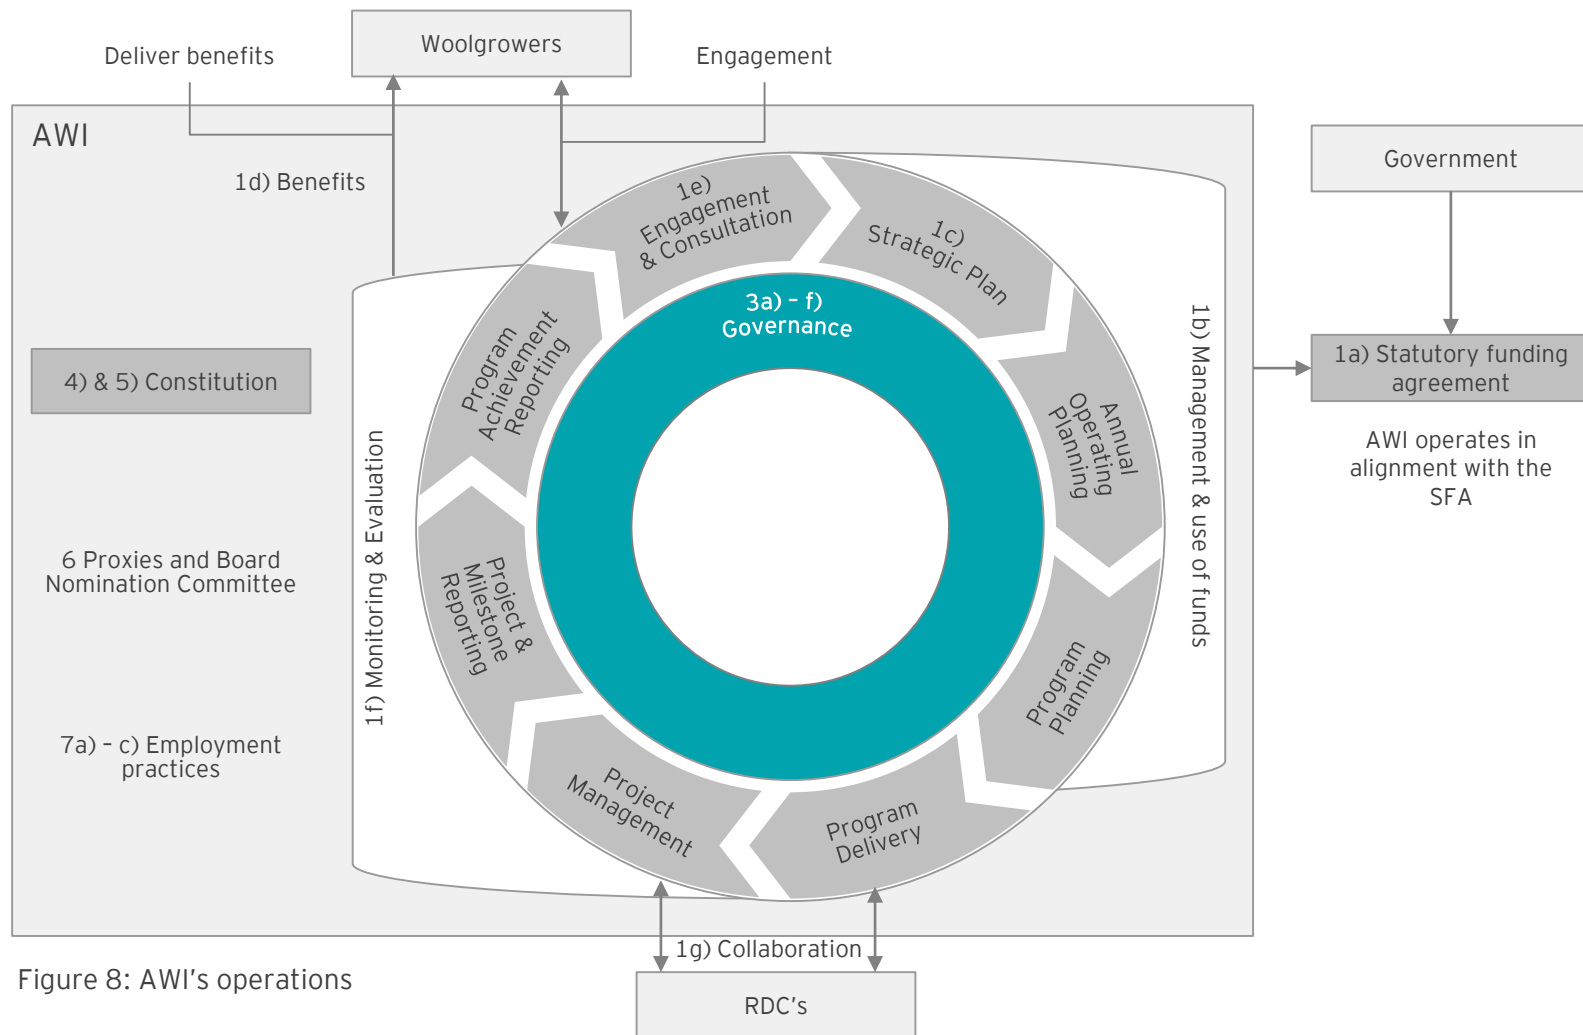 Deliver benefits
Woolgrowers
Engagement
AWI
1d) Benefits
Government
1a) Statutory funding
agreement
AWI operates in
alignment with the
SFA
1e)
Engagement
& Consultation
1c)
Strategic Plan
Annual
Operating
Planning
Program
Planning
Program
Delivery
Project
Management
Project &
Milestone
Reporting
Program
Achievement
Reporting
3a) – f)
Governance
1b) Management & use of funds
1f) Monitoring & Evaluation
4) & 5) Constitution
6 Proxies and Board
Nomination Committee
7a) – c) Employment
practices
1g) Collaboration
RDC's
Figure 8: AWI's operations